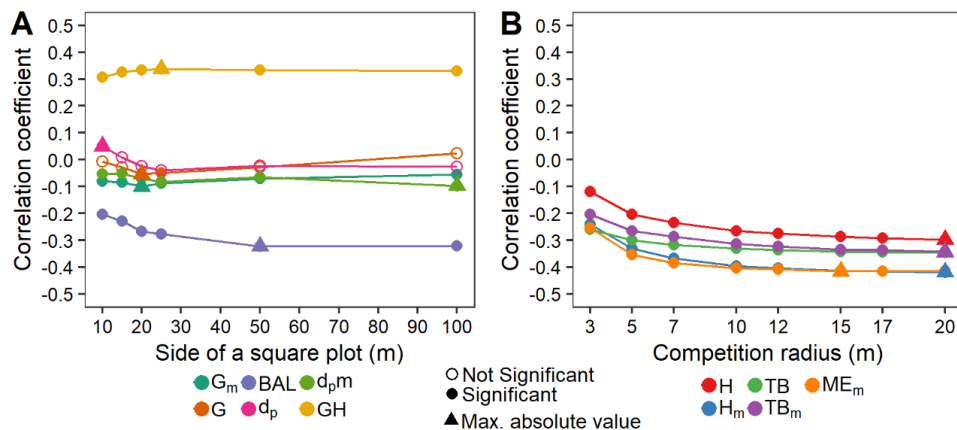 A
0.5
0.4
0.3
0.2
0.1
0.0
-0.1
-0.2
-0.3
-0.4
-0.5
Correlation coefficient
10 20 30 40 50 60 70 80 90 100
Side of a square plot (m)
B
0.5
0.4
0.3
0.2
0.1
0.0
-0.1
-0.2
-0.3
-0.4
-0.5
Correlation coefficient
3 5 7 10 12 15 17 20
Competition radius (m)
Gm BAL dpm
G dp GH
Not Significant
Significant
Max. absolute value
H TB MEm
Hm TBm